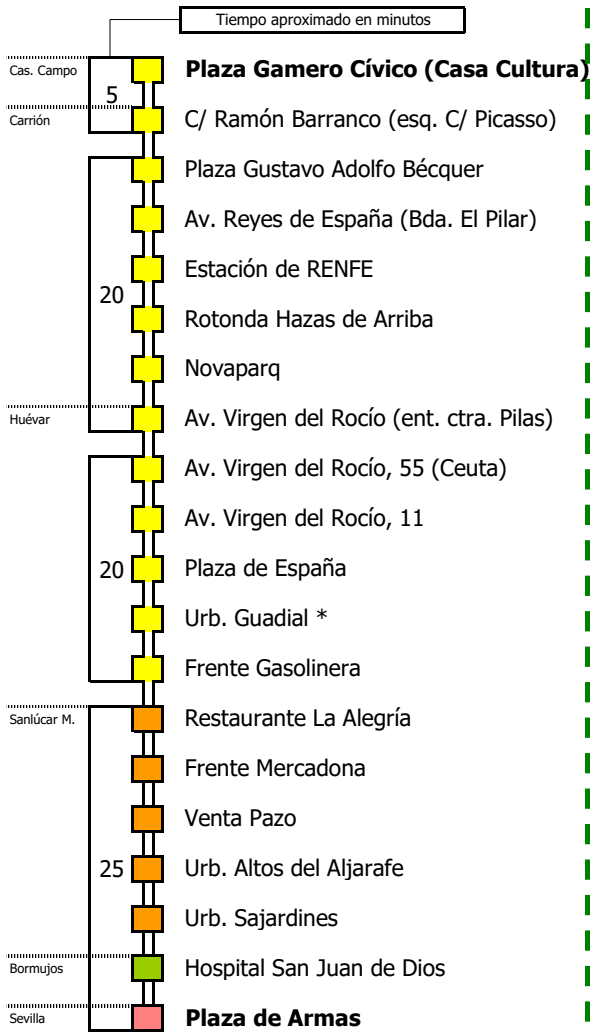 Tiempo aproximado en minutos
Cas. Campo
Plaza Gamero Cívico (Casa Cultura)
5
Carrión
C/ Ramón Barranco (esq. C/ Picasso)
Plaza Gustavo Adolfo Bécquer
Av. Reyes de España (Bda. El Pilar)
Estación de RENFE
20
Rotonda Hazas de Arriba
Novaparq
Huévar
Av. Virgen del Rocío (ent. ctra. Pilas)
Av. Virgen del Rocío, 55 (Ceuta)
Av. Virgen del Rocío, 11
20
Plaza de España
Urb. Guadial *
Frente Gasolinera
Sanlúcar M.
Restaurante La Alegría
Frente Mercadona
Venta Pazo
25
Urb. Altos del Aljarafe
Urb. Sajardines
Bormujos
Hospital San Juan de Dios
Sevilla
Plaza de Armas